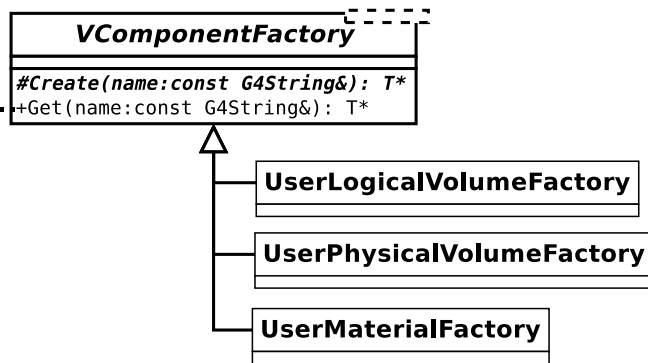 VComponentFactory
#Create(name:const G4String&): T*
+Get(name:const G4String&): T*
UserLogicalVolumeFactory
UserPhysicalVolumeFactory
UserMaterialFactory